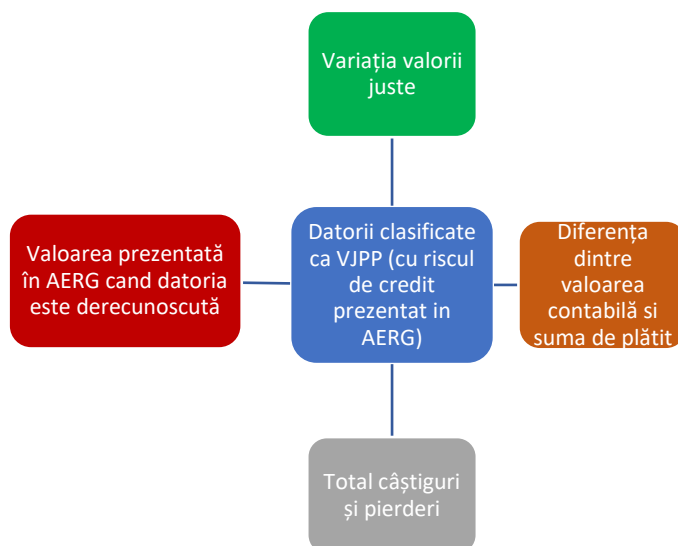 Variația valorii
juste
Valoarea prezentată
în AERG cand datoria
este derecunoscută
Datorii clasificate
ca VJPP (cu riscul
de credit
prezentat in
AERG)
Diferența
dintre
valoarea
contabilă si
suma de plătit
Total câștiguri
și pierderi